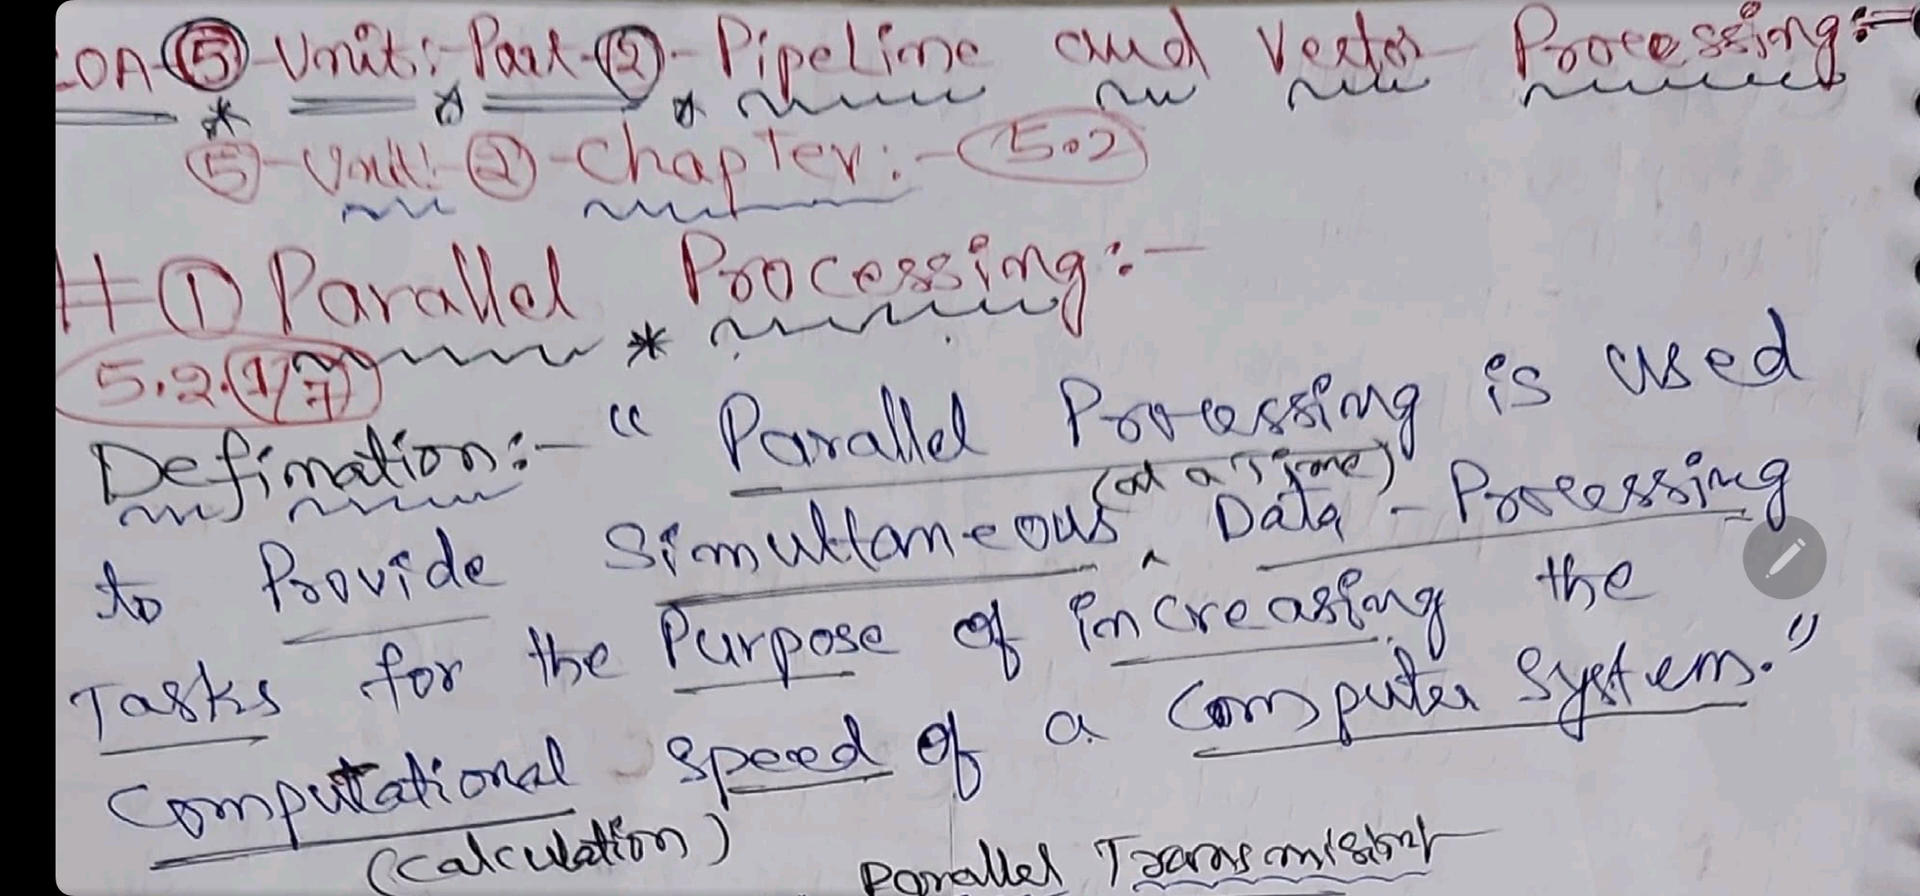 COA-5-Unit:-Part-2-Pipeline and Vector Processing:-
5-Unit:-2-Chapter:-5.2
# 1 Parallel Processing:-
5.2.(1/7)
Defination:- "Parallel Processing is used
(at a Time)
to Provide Simultaneous Data-Processing
Tasks for the Purpose of increasing the
Computational speed of a Computer System."
(calculation)
Parallel Transmission